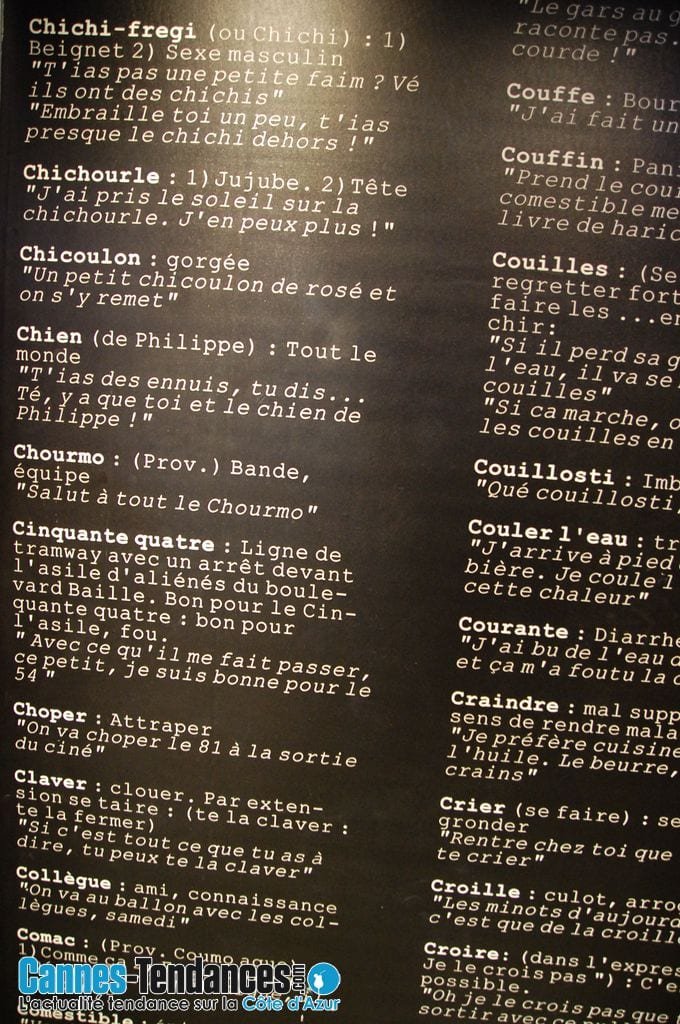 Chichi-fregi (ou Chichi) : 1)
Beignet 2) Sexe masculin
"T'ias pas une petite faim ? Vé
ils ont des chichis"
"Embraille toi un peu, t'ias
presque le chichi dehors !"
Chichourle : 1)Jujube. 2)Tête
"J'ai pris le soleil sur la
chichourle. J'en peux plus !"
Chicoulon : gorgée
"Un petit chicoulon de rosé et
on s'y remet"
Chien (de Philippe) : Tout le
monde
"T'ias des ennuis, tu dis...
Té, y a que toi et le chien de
Philippe !"
Chourmo : (Prov.) Bande,
équipe
"Salut à tout le Chourmo"
Cinquante quatre : Ligne de
tramway avec un arrêt devant
l'asile d'aliénés du boule-
vard Baille. Bon pour le Cin-
quante quatre : bon pour
l'asile, fou.
" Avec ce qu'il me fait passer,
ce petit, je suis bonne pour le
54 "
Choper : Attraper
"On va choper le 81 à la sortie
du ciné"
Claver : clouer. Par exten-
sion se taire : (te la claver :
te la fermer)
"Si c'est tout ce que tu as à
dire, tu peux te la claver"
Collègue : ami, connaissance
"On va au ballon avec les col-
lègues, samedi"
Comac : (Prov.
1)Comme ça
comestible :
"Le gars au g
raconte pas.
courde !"
Couffe : Bour
"J'ai fait un
Couffin : Pani
"Prend le coui
comestible me
livre de haric
Couilles : (Se
regretter fort
faire les ...en
chir:
"Si il perd sa g
l'eau, il va se
couilles"
"Si ca marche, o
les couilles en
Couillosti : Imb
"Qué couillosti,
Couler l'eau : tr
"J'arrive à pied
bière. Je coule l'
cette chaleur"
Courante : Diarrhé
"J'ai bu de l'eau d
et ça m'a foutu la c
Craindre : mal supp
sens de rendre mala
"Je préfère cuisine
l'huile. Le beurre,
crains"
Crier (se faire) : se
gronder
"Rentre chez toi que
te crier"
Croille : culot, arro
"Les minots d'aujourd
c'est que de la croill
Croire: (dans l'expres
Je le crois pas ") : C'e
possible.
"Oh je le crois pas que
sortir avec ce
Cannes-Tendances.com
L'actualité tendance sur la Côte d'Azur